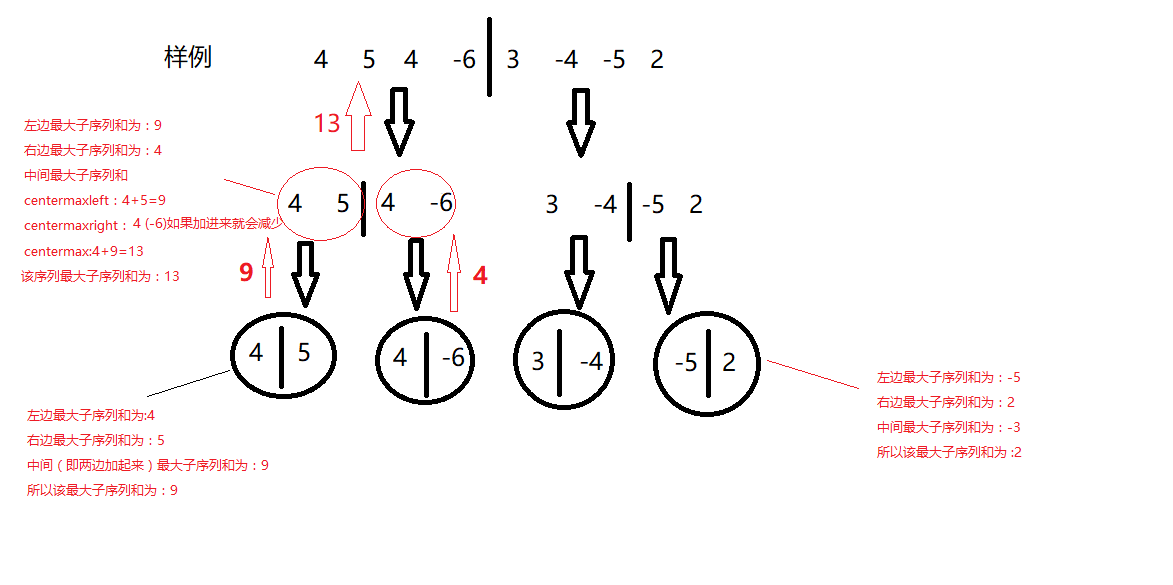 样例 4 5 4 -6 3 -4 -5 2
13
左边最大子序列和为：9
右边最大子序列和为：4
中间最大子序列和
centermaxleft：4+5=9
centermaxright：4 (-6)如果加进来就会减少
centermax:4+9=13
该序列最大子序列和为：13
4 5 4 -6
3 -4 -5 2
9
4
4 5
4 -6
3 -4
-5 2
左边最大子序列和为:4
右边最大子序列和为：5
中间（即两边加起来）最大子序列和为：9
所以该最大子序列和为：9
左边最大子序列和为：-5
右边最大子序列和为：2
中间最大子序列和为：-3
所以该最大子序列和为:2